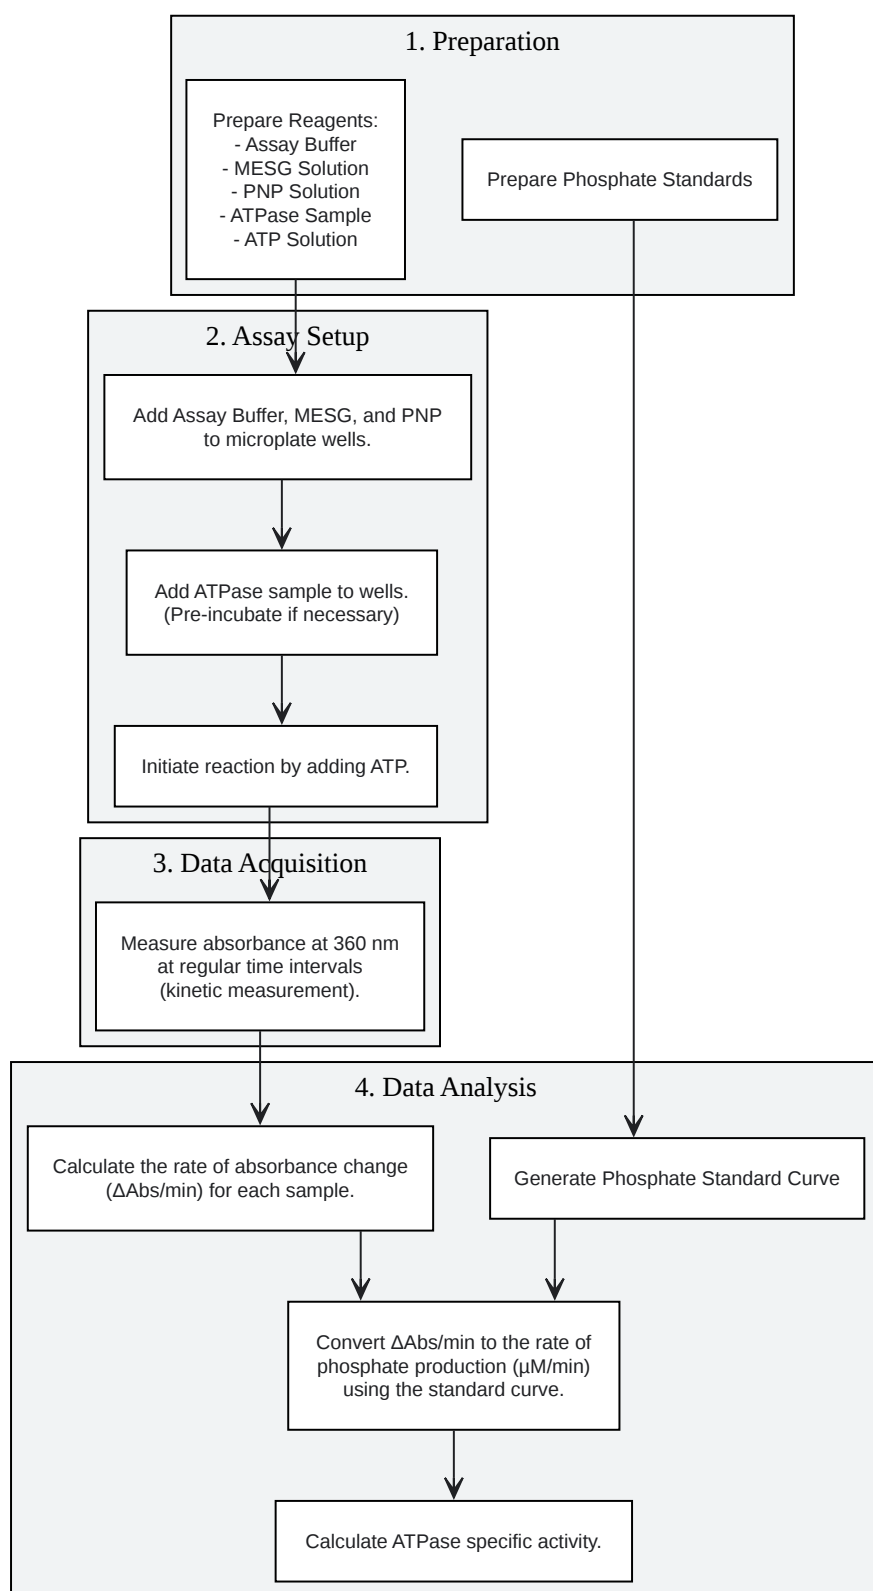 1. Preparation
Prepare Reagents:
- Assay Buffer
- MESG Solution
- PNP Solution
- ATPase Sample
- ATP Solution
Prepare Phosphate Standards
2. Assay Setup
Add Assay Buffer, MESG, and PNP
to microplate wells.
Add ATPase sample to wells.
(Pre-incubate if necessary)
Initiate reaction by adding ATP.
3. Data Acquisition
Measure absorbance at 360 nm
at regular time intervals
(kinetic measurement).
4. Data Analysis
Calculate the rate of absorbance change
(ΔAbs/min) for each sample.
Generate Phosphate Standard Curve
Convert ΔAbs/min to the rate of
phosphate production (µM/min)
using the standard curve.
Calculate ATPase specific activity.